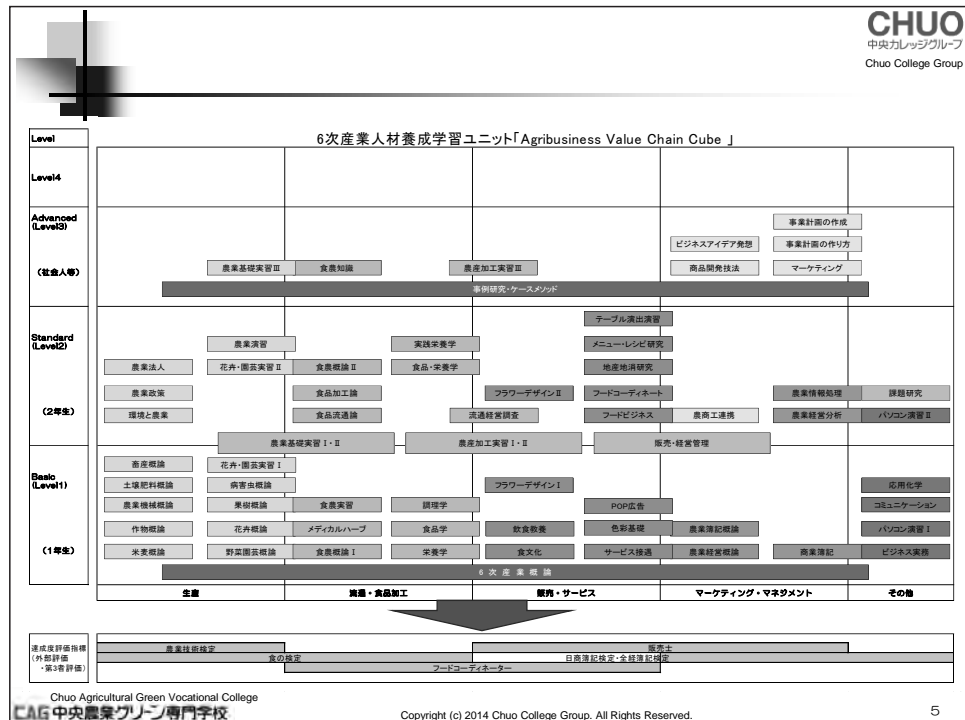 CHUO
中央カレッジグループ
Chuo College Group
Level
6次産業人材養成学習ユニット「Agribusiness Value Chain Cube 」
Level4
Advanced
(Level3)
(社会人等)
事業計画の作成
ビジネスアイデア発想
事業計画の作り方
農業基礎実習Ⅲ
食農知識
農産加工実習Ⅲ
商品開発技法
マーケティング
事例研究・ケースメソッド
Standard
(Level2)
(2年生)
テーブル演出演習
農業演習
実践栄養学
メニュー・レシピ研究
農業法人
花卉・園芸実習Ⅱ
食農概論Ⅱ
食品・栄養学
地産地消研究
農業政策
食品加工論
フラワーデザインⅡ
フードコーディネート
農業情報処理
課題研究
環境と農業
食品流通論
流通経営調査
フードビジネス
農商工連携
農業経営分析
パソコン演習Ⅱ
農業基礎実習Ⅰ・Ⅱ
農産加工実習Ⅰ・Ⅱ
販売・経営管理
Basic
(Level1)
(1年生)
畜産概論
花卉・園芸実習Ⅰ
土壌肥料概論
病害虫概論
フラワーデザインⅠ
応用化学
農業機械概論
果樹概論
食農実習
調理学
POP広告
コミュニケーション
作物概論
花卉概論
メディカルハーブ
食品学
飲食教養
色彩基礎
農業簿記概論
パソコン演習Ⅰ
米麦概論
野菜園芸概論
食農概論Ⅰ
栄養学
食文化
サービス接遇
農業経営概論
商業簿記
ビジネス実務
6次産業概論
生産
流通・食品加工
販売・サービス
マーケティング・マネジメント
その他
達成度評価指標
(外部評価
・第3者評価)
農業技術検定
販売士
食の検定
日商簿記検定・全経簿記検定
フードコーディネーター
Chuo Agricultural Green Vocational College
CAG 中央農業グリーン専門学校
Copyright (c) 2014 Chuo College Group. All Rights Reserved.
5